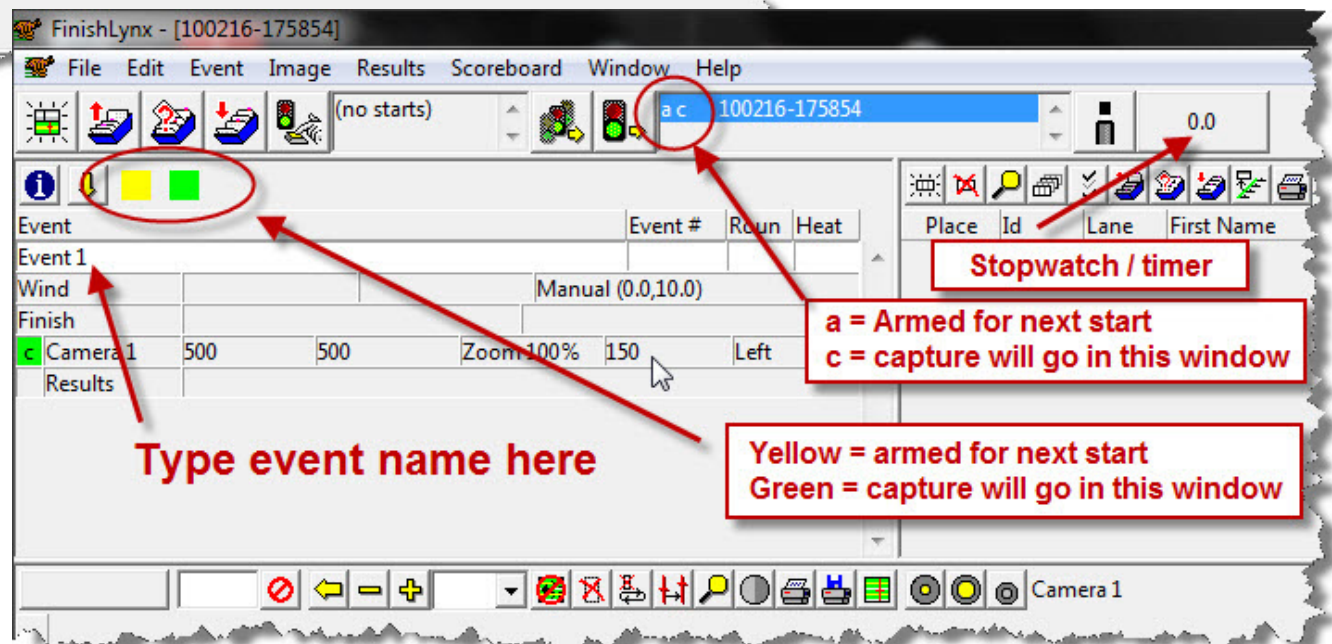 FinishLynx - [100216-175854]
File Edit Event Image Results Scoreboard Window Help
(no starts) a c 100216-175854 0.0
Event Event # Roun Heat Place Id Lane First Name
Event 1
Stopwatch / timer
Wind Manual (0.0,10.0)
Finish
a = Armed for next start
c Camera 1 500 500 Zoom 100% 150 Left
c = capture will go in this window
Results
Type event name here
Yellow = armed for next start
Green = capture will go in this window
Camera 1